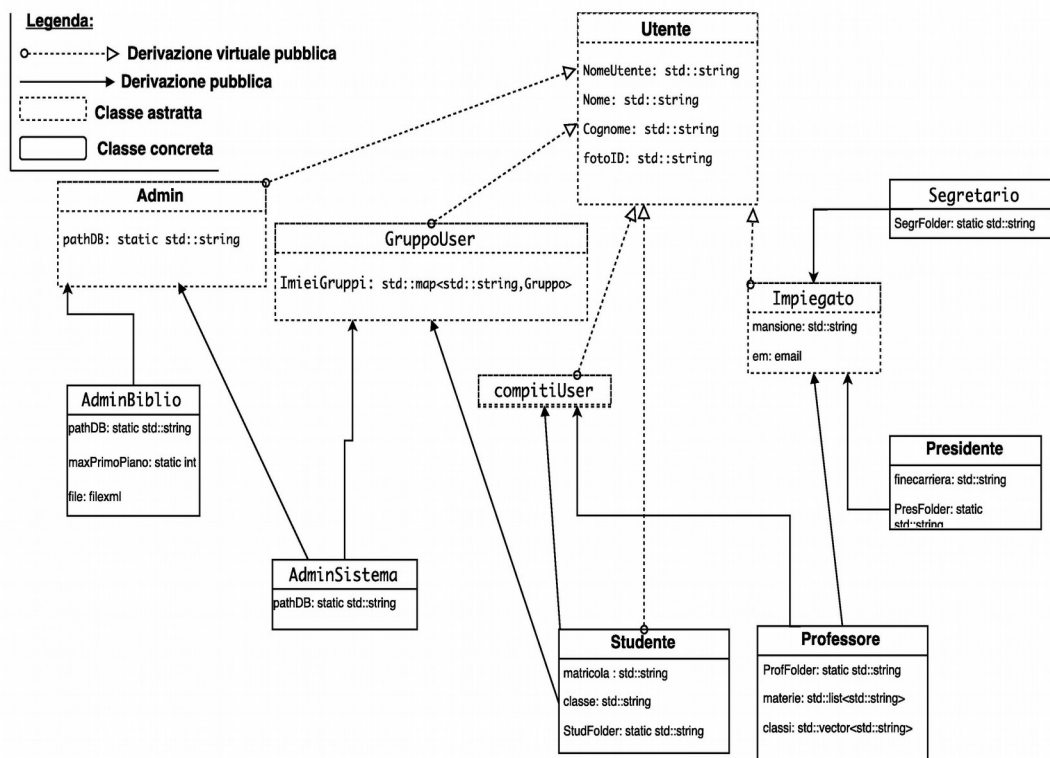 Legenda:
Derivazione virtuale pubblica
Derivazione pubblica
Classe astratta
Classe concreta
Utente
NomeUtente: std::string
Nome: std::string
Cognome: std::string
fotoID: std::string
Admin
pathDB: static std::string
GruppoUser
ImieiGruppi: std::map<std::string,Gruppo>
Segretario
SegrFolder: static std::string
Impiegato
mansione: std::string
em: email
compitiUser
AdminBiblio
pathDB: static std::string
maxPrimoPiano: static int
file: filexml
Presidente
finecarriera: std::string
PresFolder: static
std::string
AdminSistema
pathDB: static std::string
Studente
matricola : std::string
classe: std::string
StudFolder: static std::string
Professore
ProfFolder: static std::string
materie: std::list<std::string>
classi: std::vector<std::string>